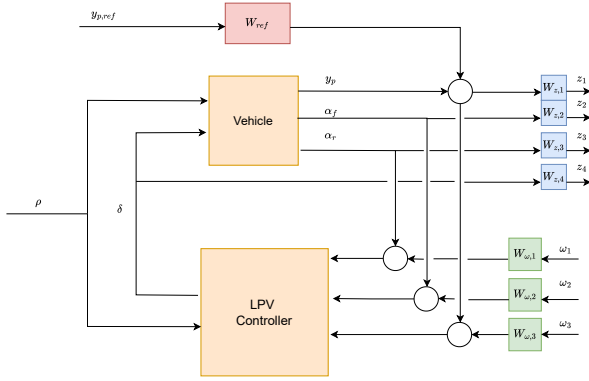 y_{p,ref}
W_{ref}
y_p
W_{z,1}
z_1
Vehicle
α_f
W_{z,2}
z_2
α_r
W_{z,3}
z_3
W_{z,4}
z_4
ρ
δ
W_{ω,1}
ω_1
LPV
Controller
W_{ω,2}
ω_2
W_{ω,3}
ω_3